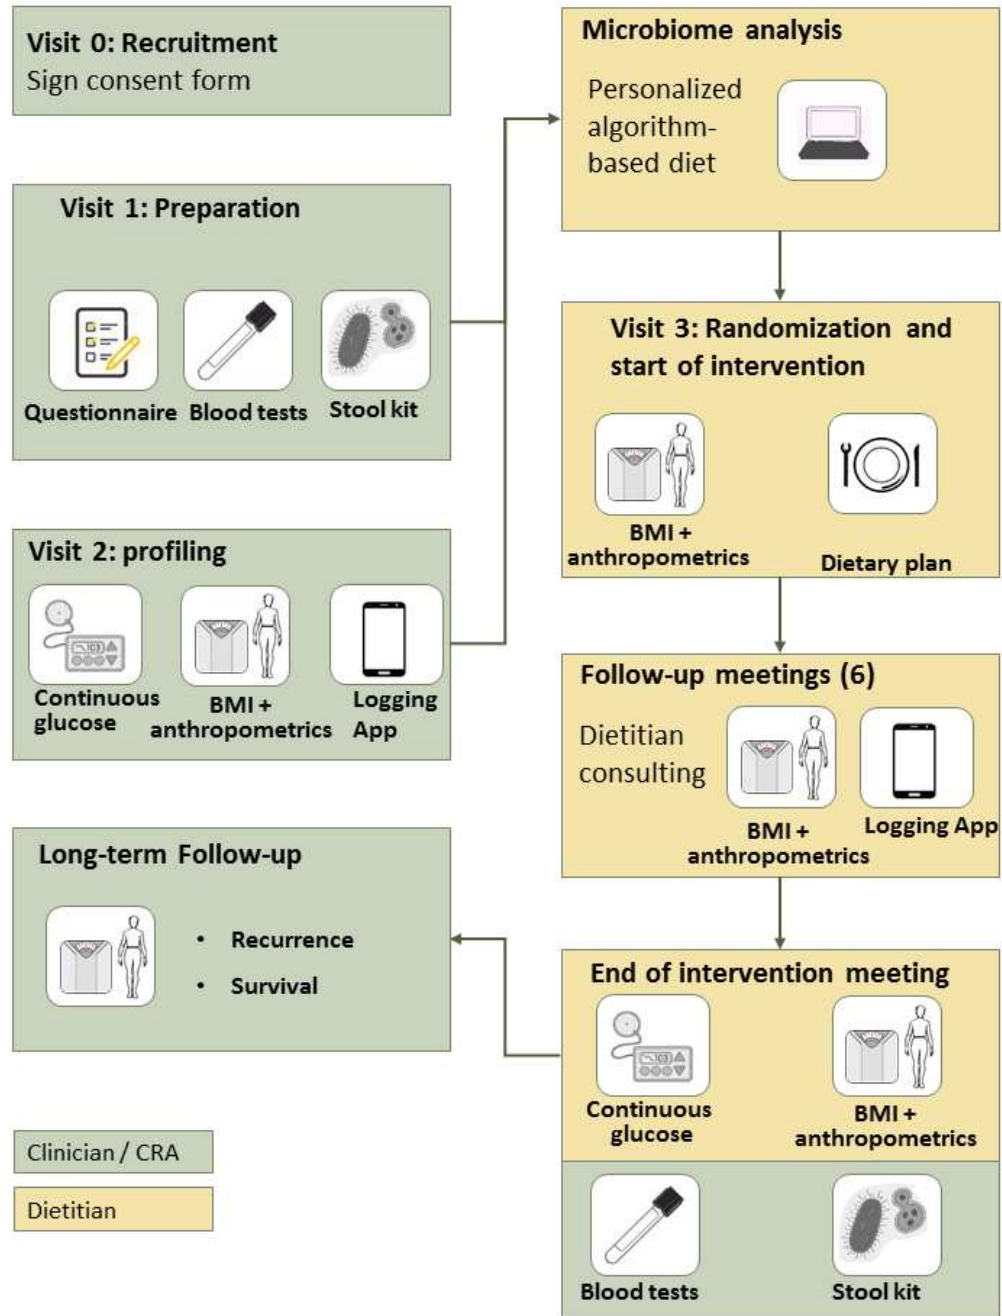 Visit 0: Recruitment
Sign consent form
Visit 1: Preparation
Questionnaire
Blood tests
Stool kit
Visit 2: profiling
103
Continuous
glucose
BMI +
anthropometrics
Logging
App
Long-term Follow-up
• Recurrence
• Survival
Clinician / CRA
Dietitian
Microbiome analysis
Personalized
algorithm-
based diet
Visit 3: Randomization and
start of intervention
BMI +
anthropometrics
Dietary plan
Follow-up meetings (6)
Dietitian
consulting
BMI +
anthropometrics
Logging App
End of intervention meeting
103
Continuous
glucose
BMI +
anthropometrics
Blood tests
Stool kit